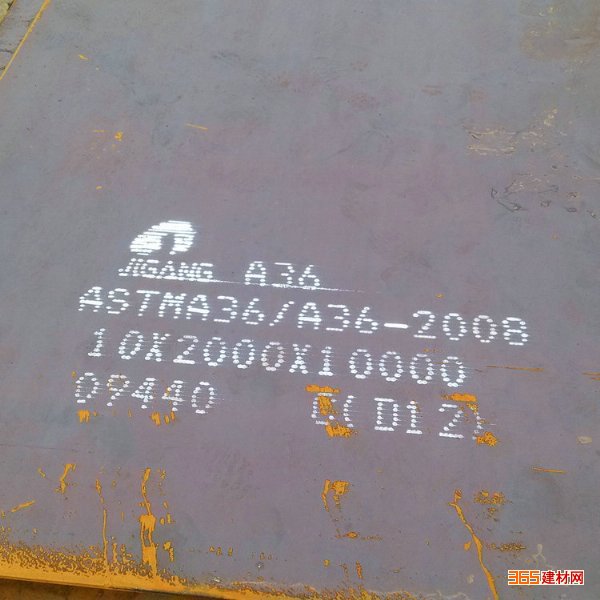 JIGANG A36
ASTMA36/A36-2008
10X2000X10000
09440 (D12)
365建材网